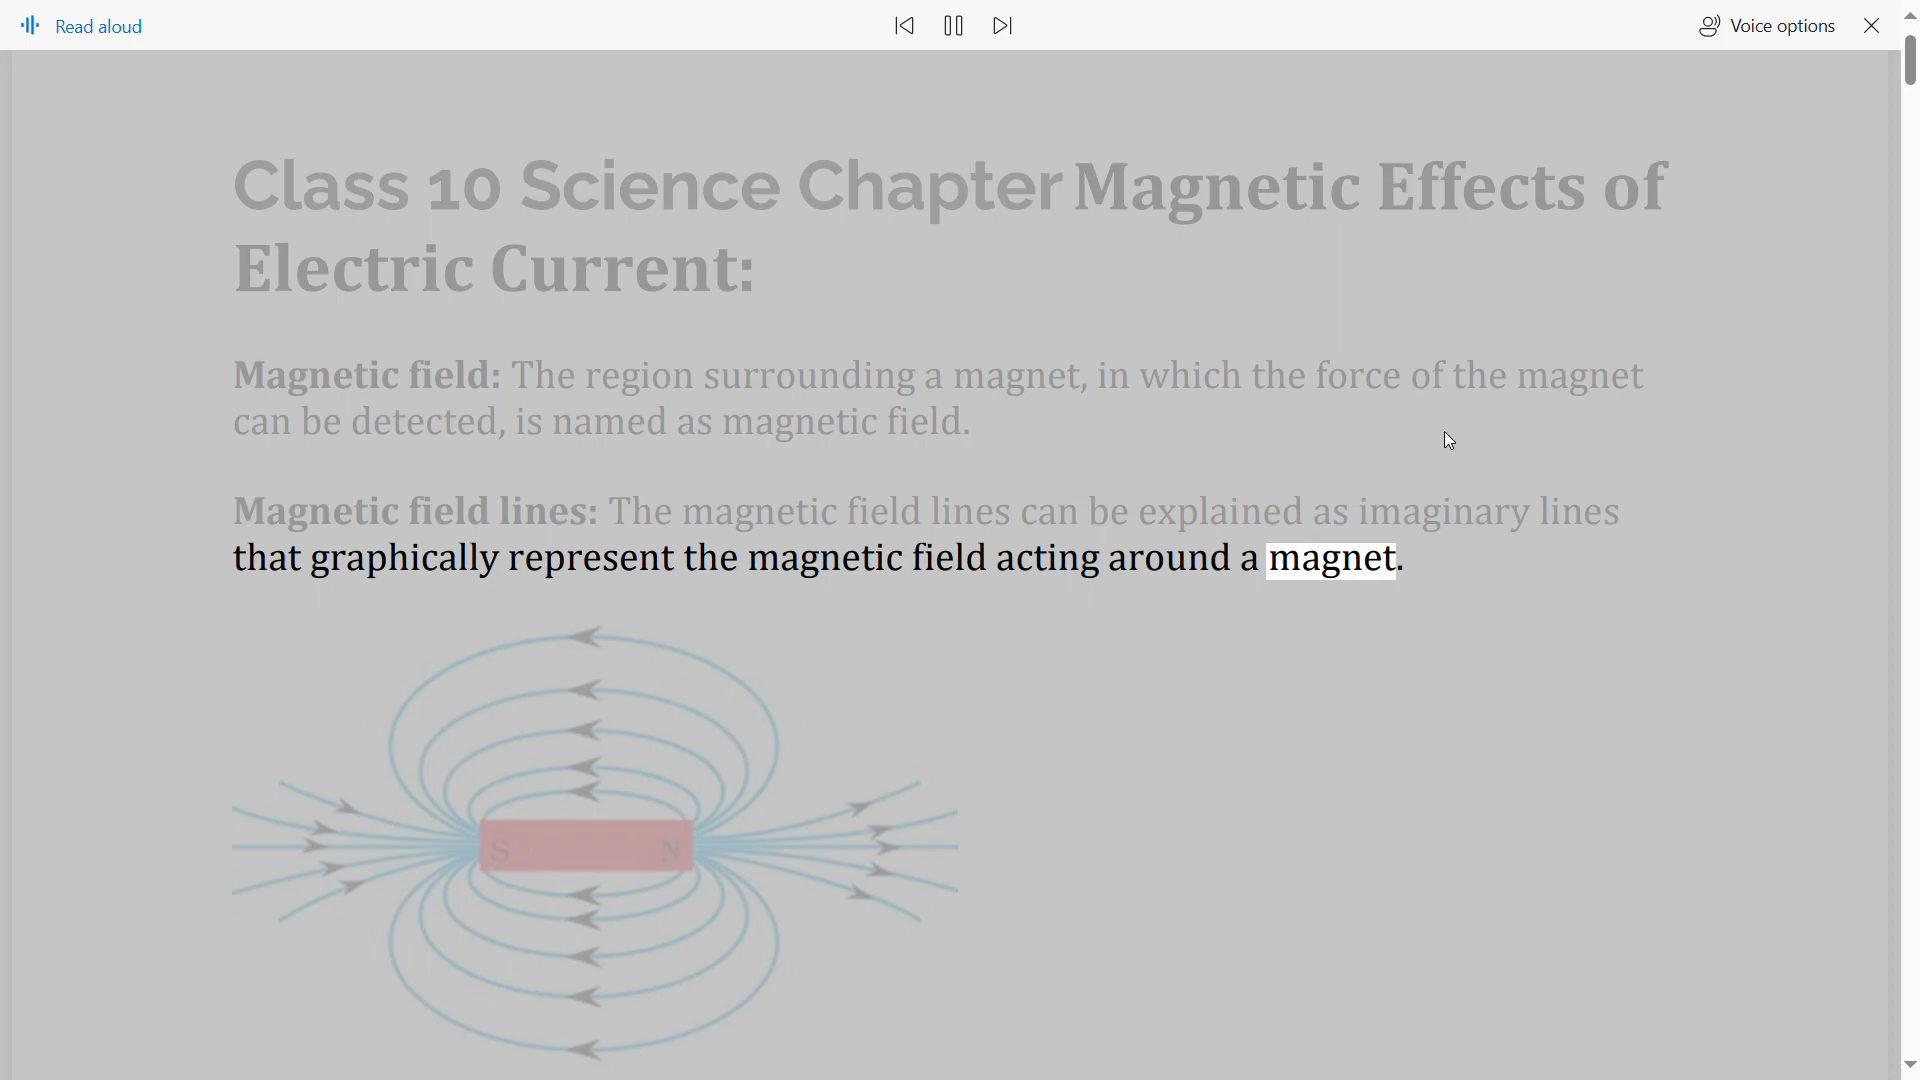 Read aloud
Voice options
Class 10 Science Chapter Magnetic Effects of
Electric Current:
Magnetic field: The region surrounding a magnet, in which the force of the magnet
can be detected, is named as magnetic field.
Magnetic field lines: The magnetic field lines can be explained as imaginary lines
that graphically represent the magnetic field acting around a magnet.
S N